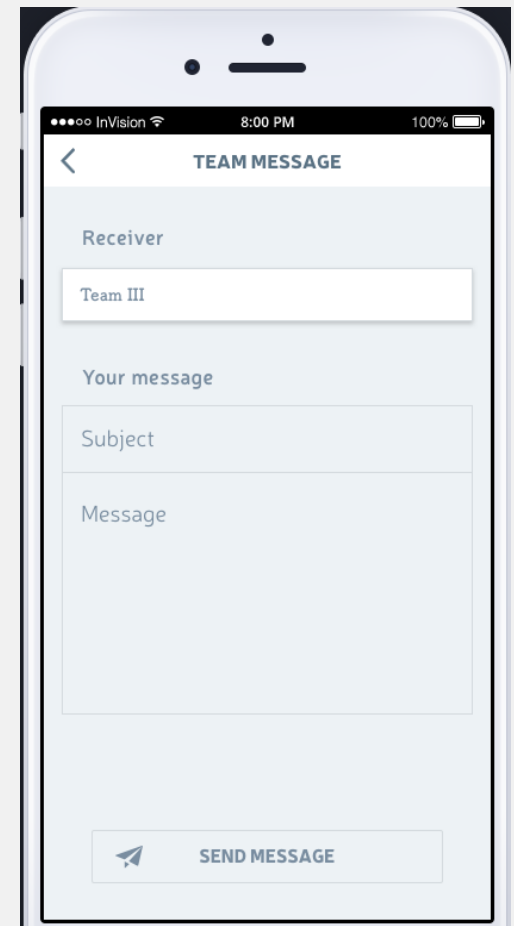 InVision 8:00 PM 100%
TEAM MESSAGE
Receiver
Team III
Your message
Subject
Message
SEND MESSAGE